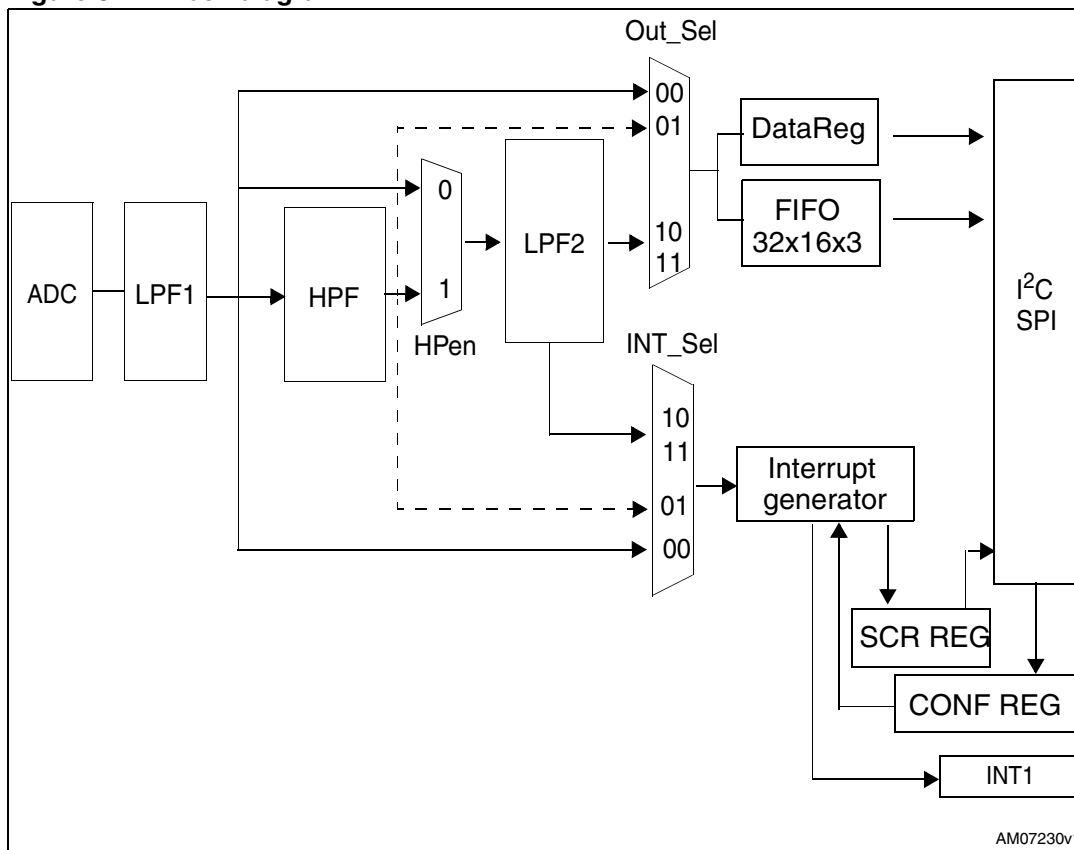 Out_Sel
00
01
DataReg
0
10
11
FIFO
32x16x3
ADC
LPF1
HPF
1
LPF2
I²C
SPI
HPen
INT_Sel
10
11
01
00
Interrupt
generator
SCR REG
CONF REG
INT1